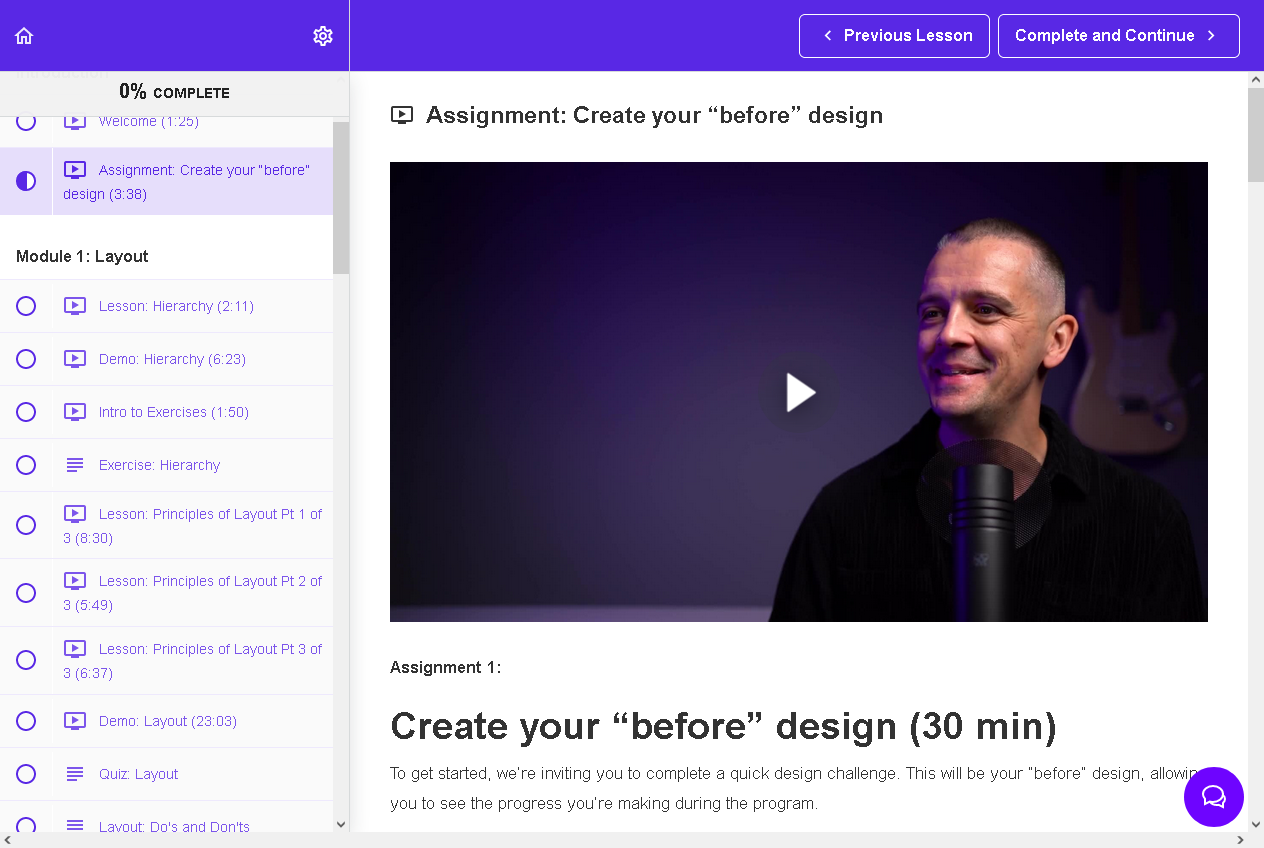 Previous Lesson
Complete and Continue
Introduction
0% COMPLETE
Welcome (1:25)
Assignment: Create your "before"
design (3:38)
Module 1: Layout
Lesson: Hierarchy (2:11)
Demo: Hierarchy (6:23)
Intro to Exercises (1:50)
Exercise: Hierarchy
Lesson: Principles of Layout Pt 1 of
3 (8:30)
Lesson: Principles of Layout Pt 2 of
3 (5:49)
Lesson: Principles of Layout Pt 3 of
3 (6:37)
Demo: Layout (23:03)
Quiz: Layout
Layout: Do's and Don'ts
Assignment: Create your “before” design
Assignment 1:
Create your “before” design (30 min)
To get started, we're inviting you to complete a quick design challenge. This will be your "before" design, allowin
you to see the progress you're making during the program.